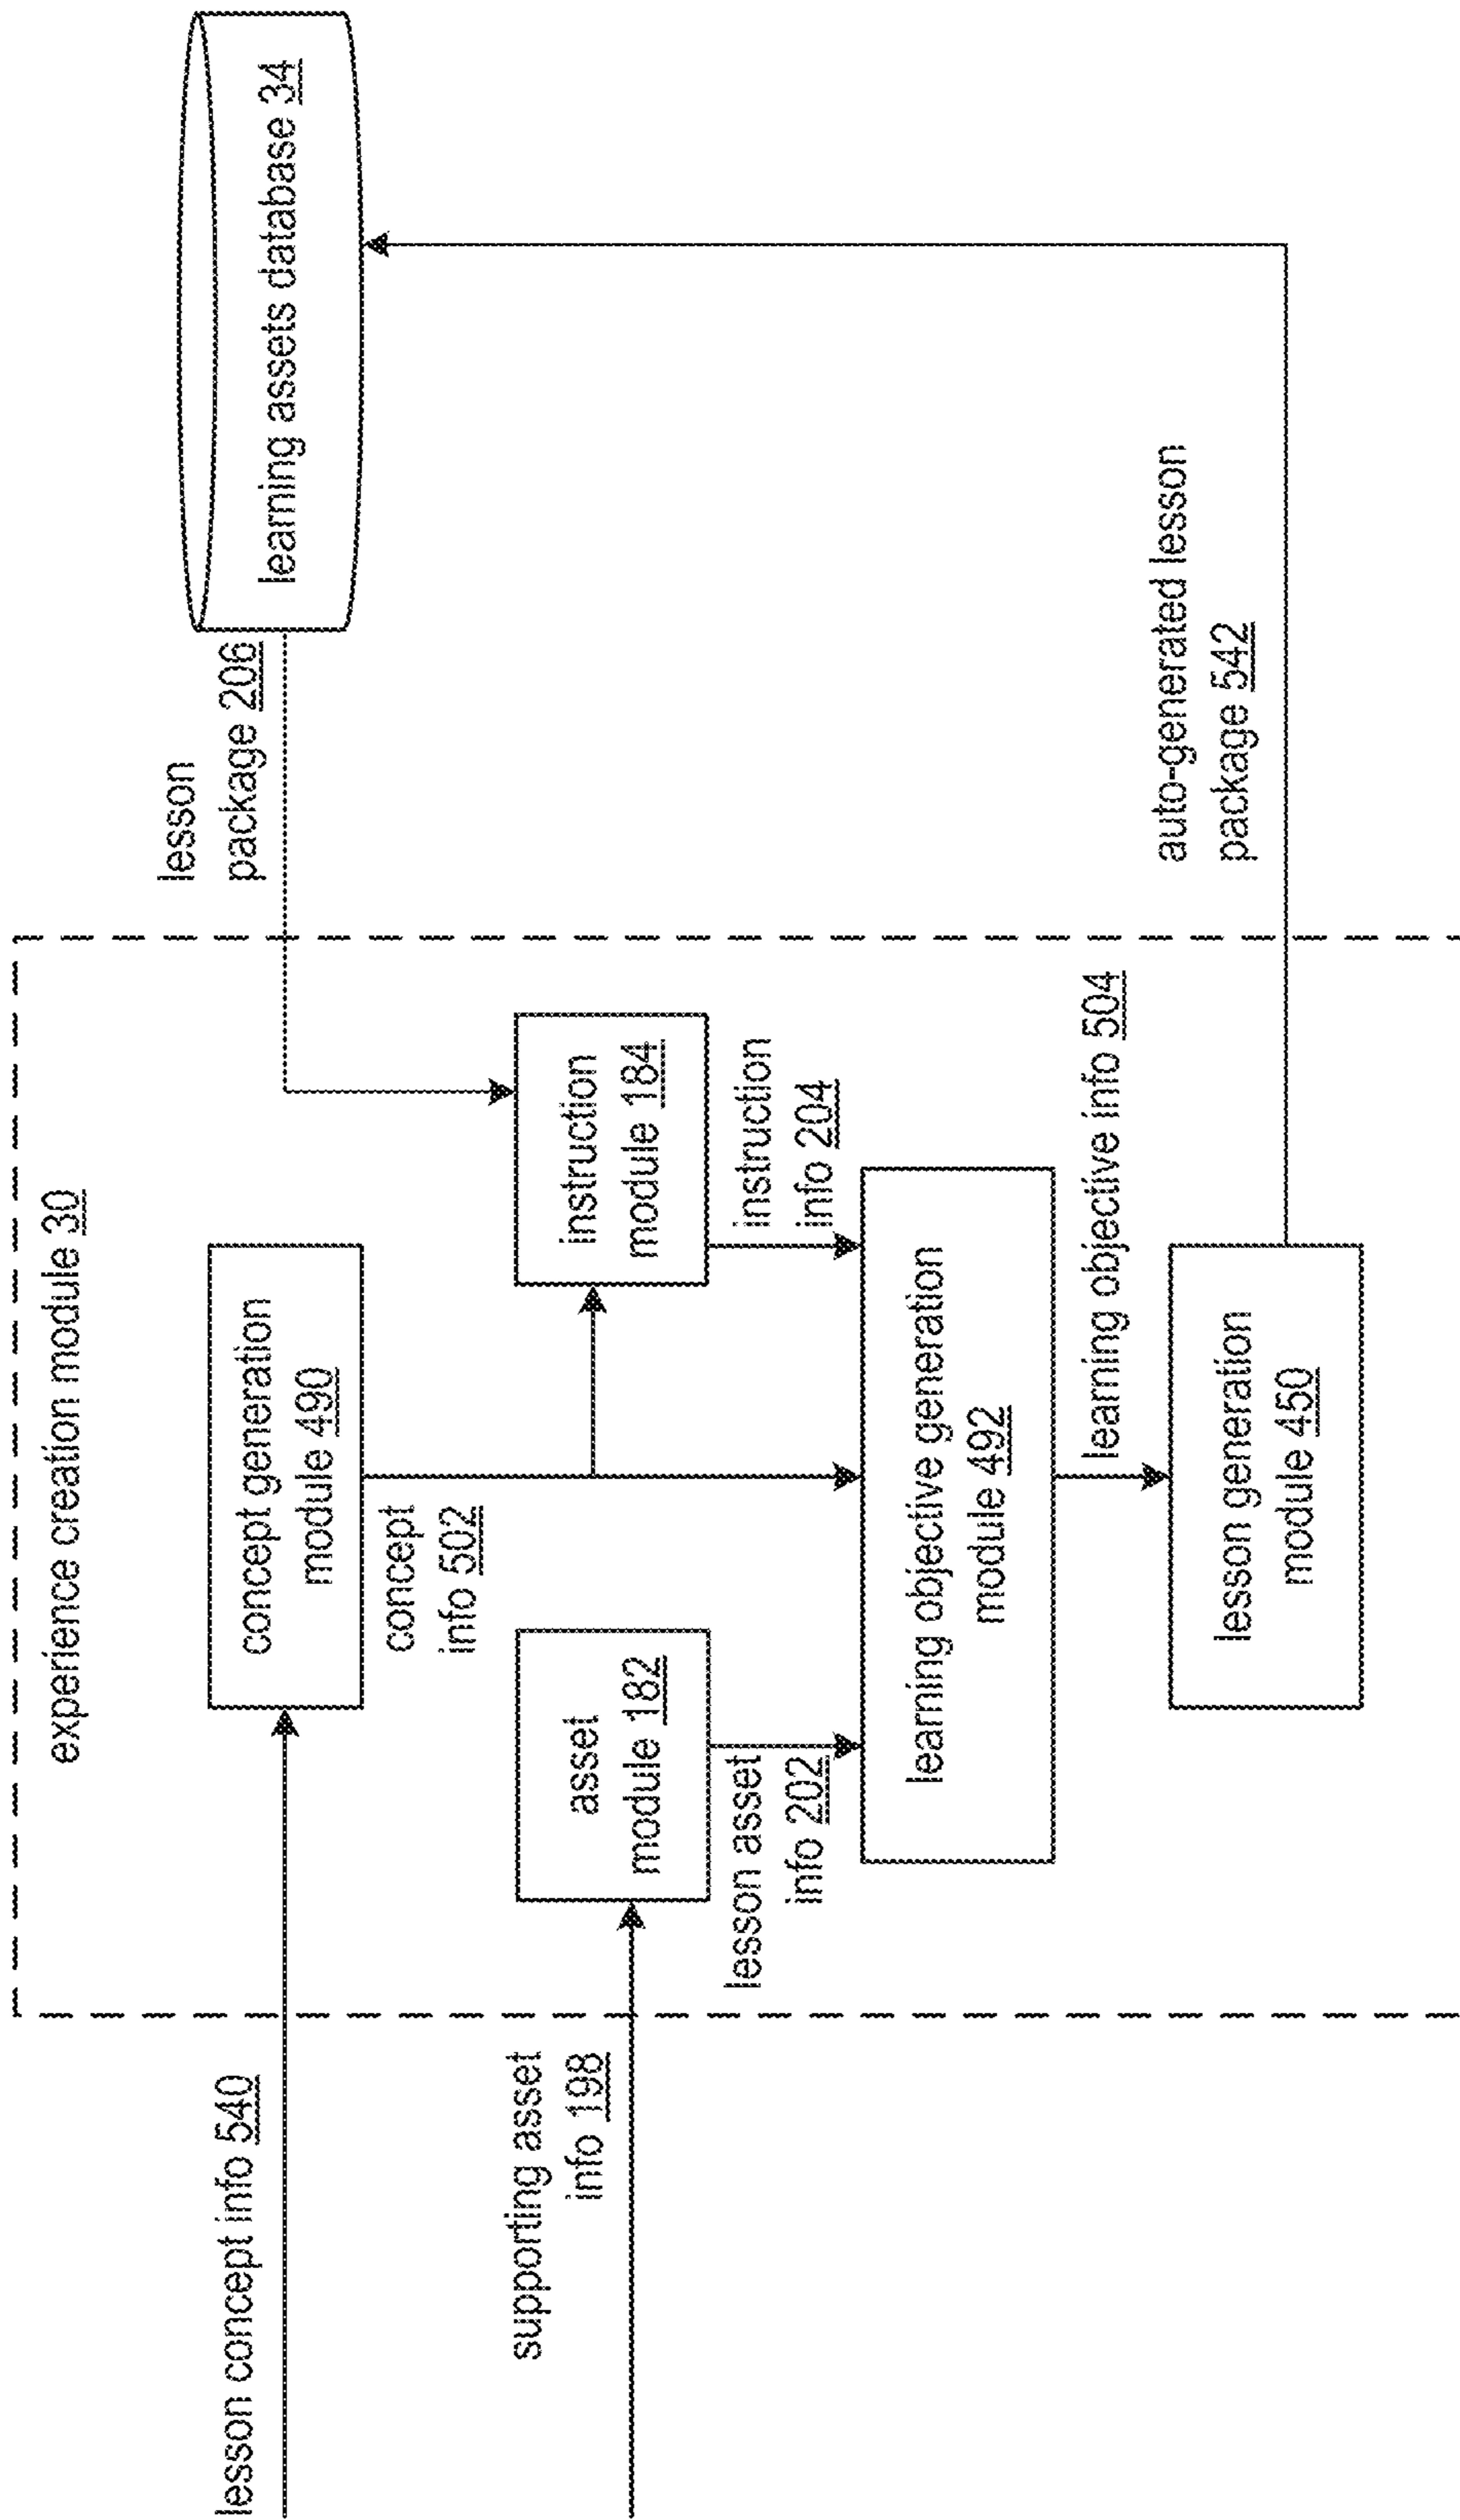 experience creation module 30
lesson concept info 540
concept generation
module 490
lesson
package 206
learning assets database 34
concept
info 502
supporting asset
info 198
asset
module 182
instruction
module 184
lesson asset
info 202
instruction
info 204
learning objective generation
module 492
learning objective info 504
auto-generated lesson
package 542
lesson generation
module 450